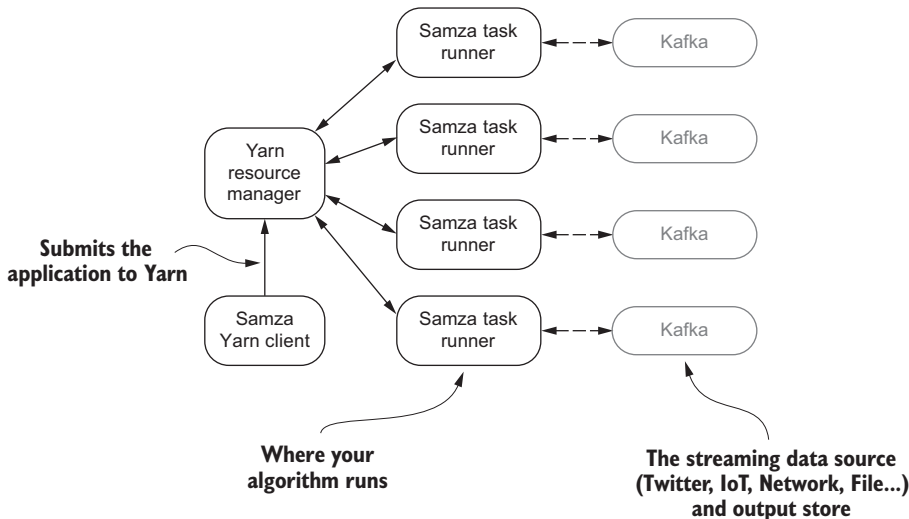 Samza task
runner
Kafka
Samza task
runner
Kafka
Yarn
resource
manager
Samza task
runner
Kafka
Submits the
application to Yarn
Samza
Yarn client
Samza task
runner
Kafka
Where your
algorithm runs
The streaming data source
(Twitter, IoT, Network, File...)
and output store